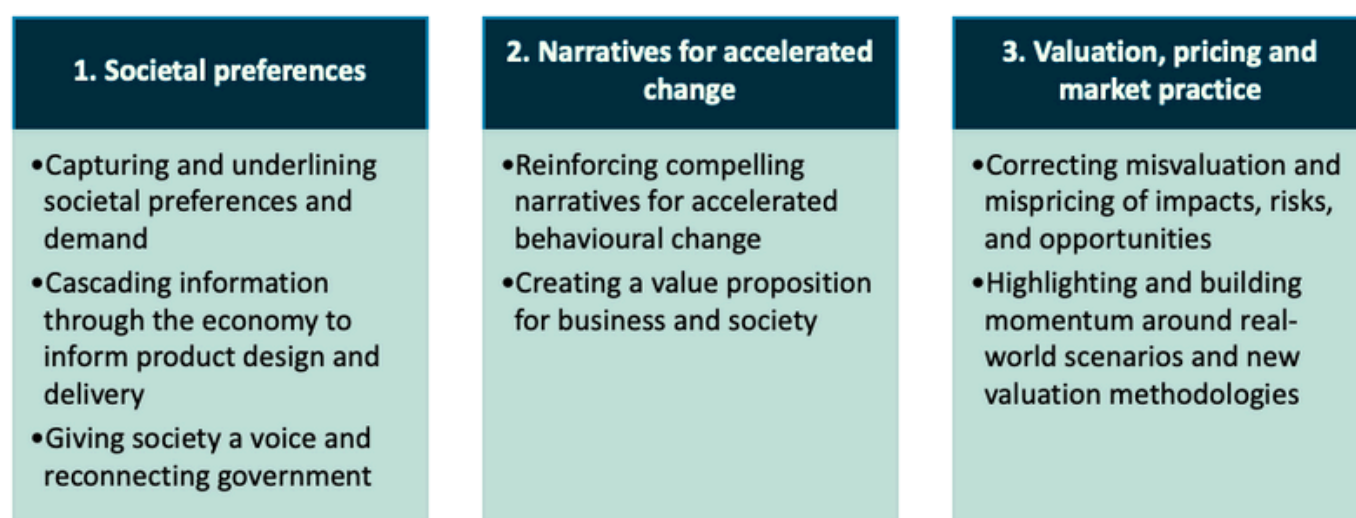 1. Societal preferences
•Capturing and underlining
societal preferences and
demand
•Cascading information
through the economy to
inform product design and
delivery
•Giving society a voice and
reconnecting government
2. Narratives for accelerated
change
•Reinforcing compelling
narratives for accelerated
behavioural change
•Creating a value proposition
for business and society
3. Valuation, pricing and
market practice
•Correcting misvaluation and
mispricing of impacts, risks,
and opportunities
•Highlighting and building
momentum around real-
world scenarios and new
valuation methodologies